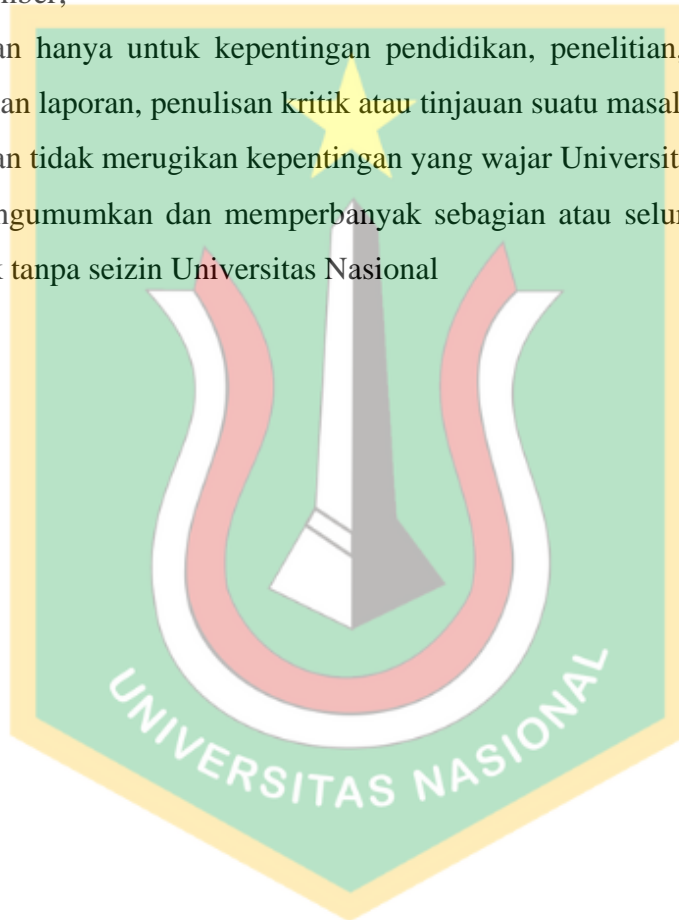 an hanya untuk kepentingan pendidikan, penelitian,
an laporan, penulisan kritik atau tinjauan suatu masal
an tidak merugikan kepentingan yang wajar Universit
ngumumkan dan memperbanyak sebagian atau selur
tanpa seizin Universitas Nasional
UNIVERSITAS NASIONAL